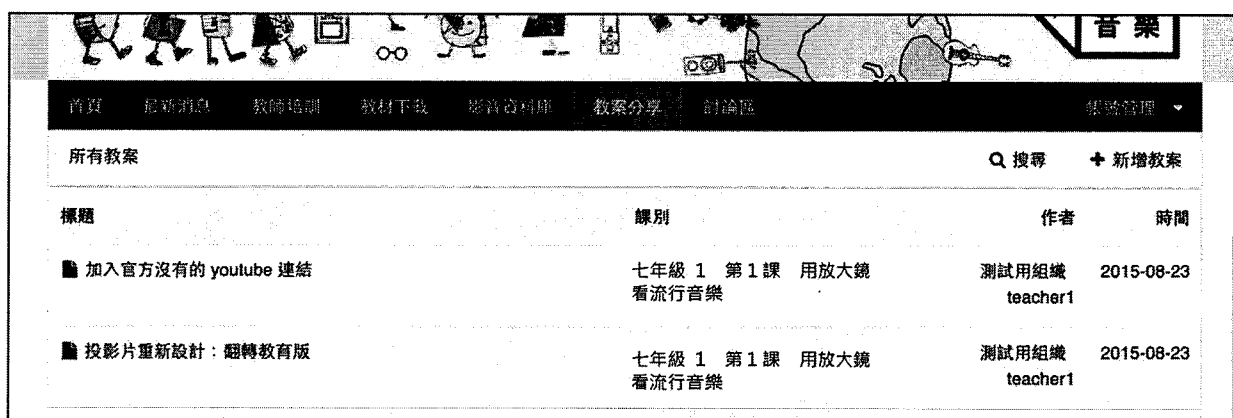 音樂
首頁 最新消息 教師培訓 教材下載 影音資料庫 教案分享 討論區 帳號管理
所有教案 搜尋 新增教案
標題 課別 作者 時間
加入官方沒有的 youtube 連結 七年級 1 第1課 用放大鏡 測試用組織 2015-08-23
看流行音樂 teacher1
投影片重新設計：翻轉教育版 七年級 1 第1課 用放大鏡 測試用組織 2015-08-23
看流行音樂 teacher1